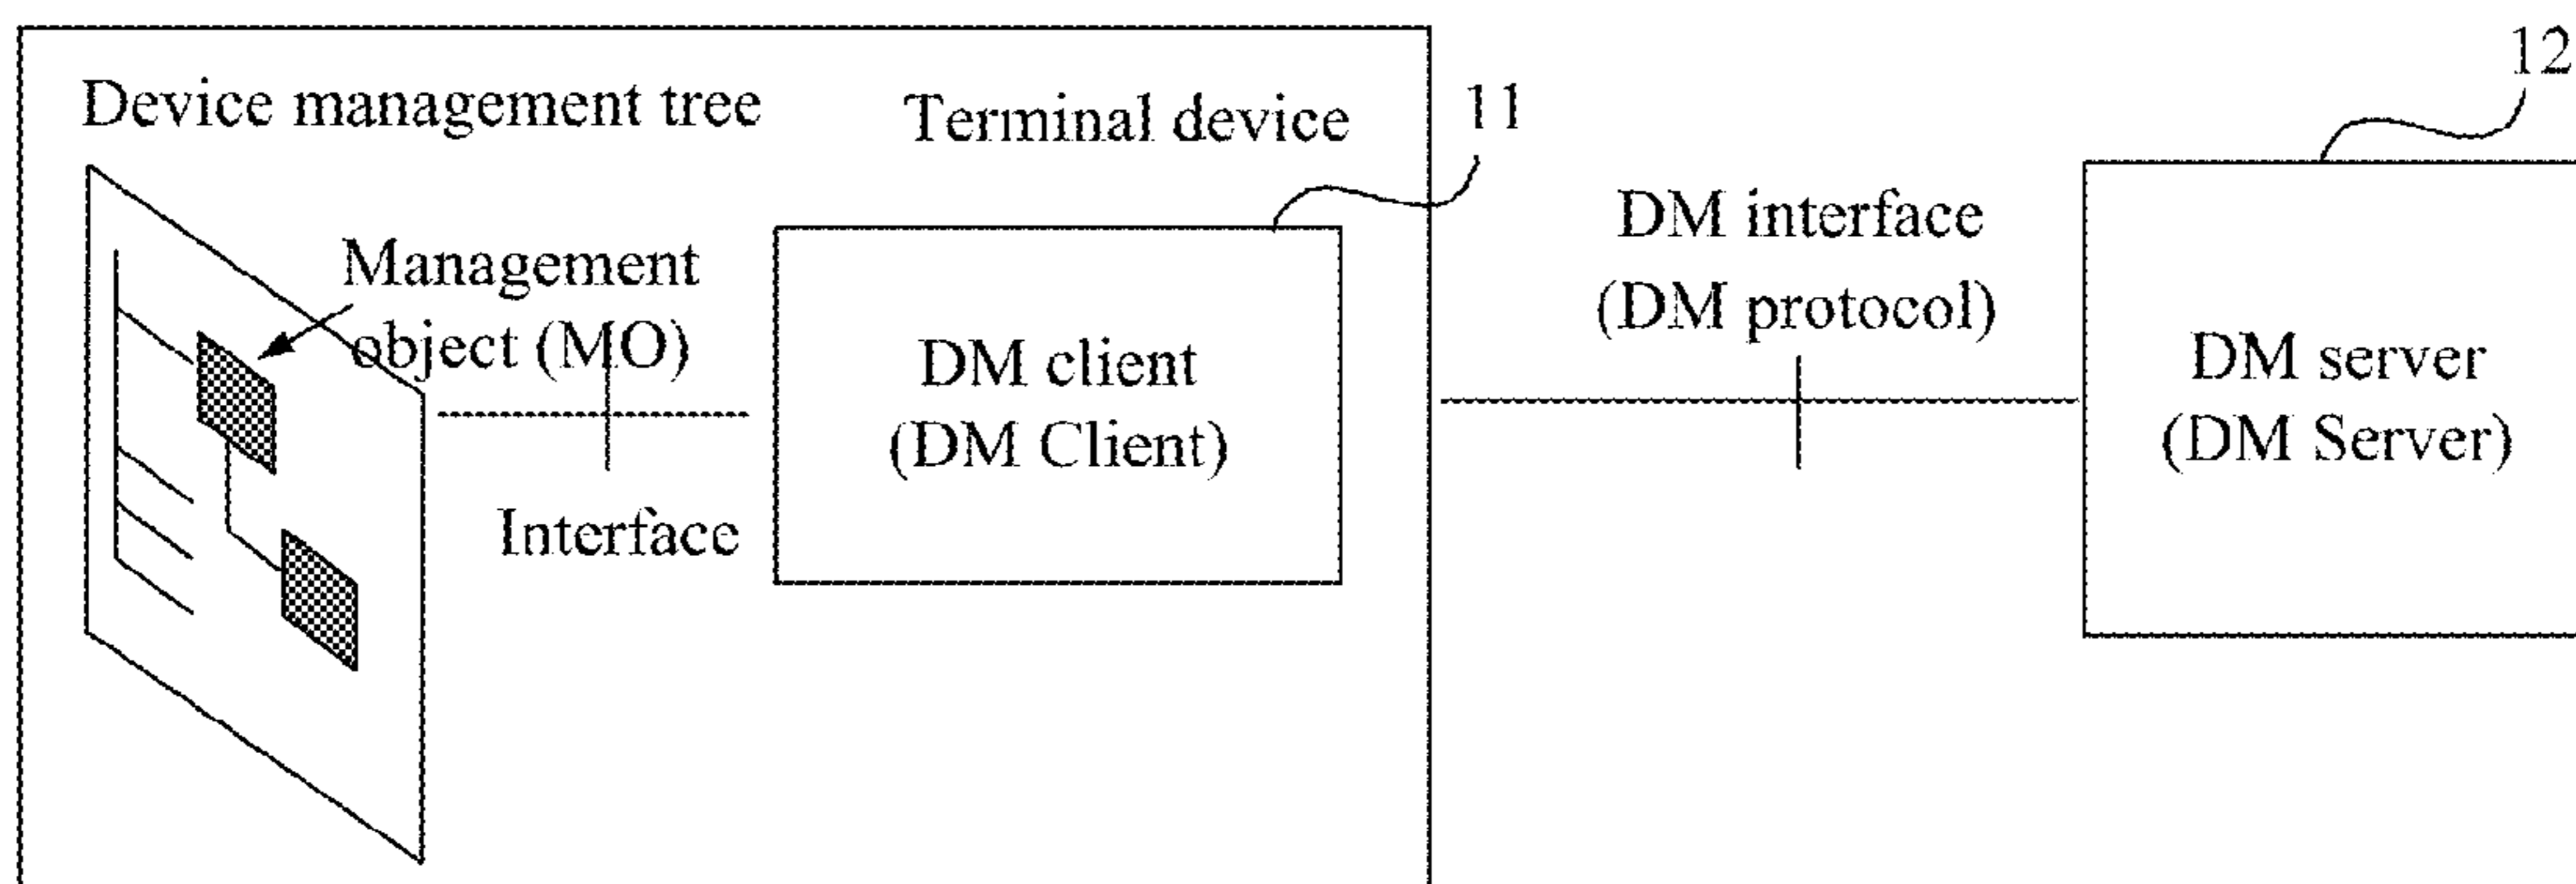 Device management tree
Terminal device
11
12
Management
object (MO)
Interface
DM client
(DM Client)
DM interface
(DM protocol)
DM server
(DM Server)